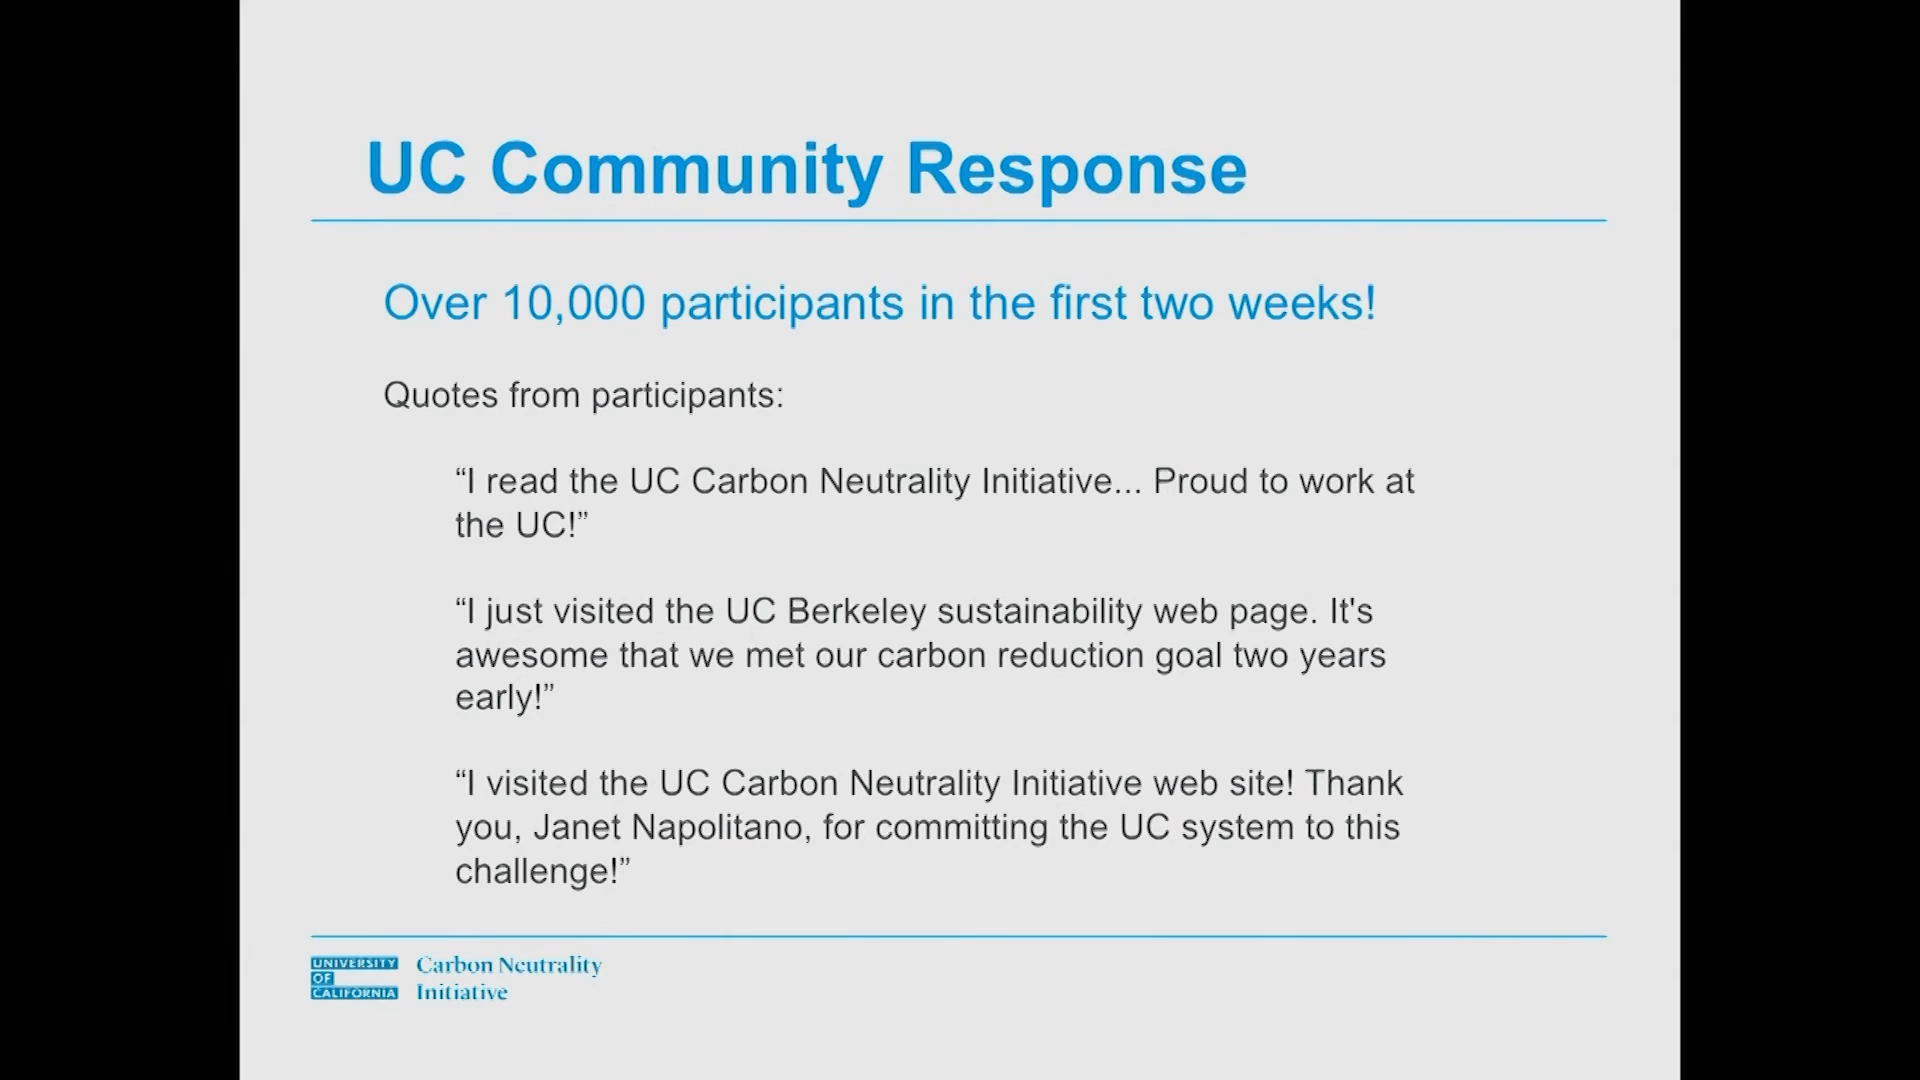 UC Community Response
Over 10,000 participants in the first two weeks!
Quotes from participants:
“I read the UC Carbon Neutrality Initiative... Proud to work at
the UC!”
“I just visited the UC Berkeley sustainability web page. It's
awesome that we met our carbon reduction goal two years
early!”
“I visited the UC Carbon Neutrality Initiative web site! Thank
you, Janet Napolitano, for committing the UC system to this
challenge!”
UNIVERSITY
OF
CALIFORNIA
Carbon Neutrality
Initiative